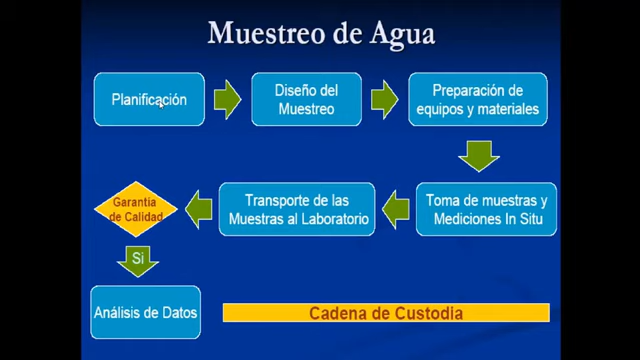 Muestreo de Agua
Planificación
Diseño del
Muestreo
Preparación de
equipos y materiales
Toma de muestras y
Mediciones In Situ
Transporte de las
Muestras al Laboratorio
Garantia
de Calidad
Si
Análisis de Datos
Cadena de Custodia